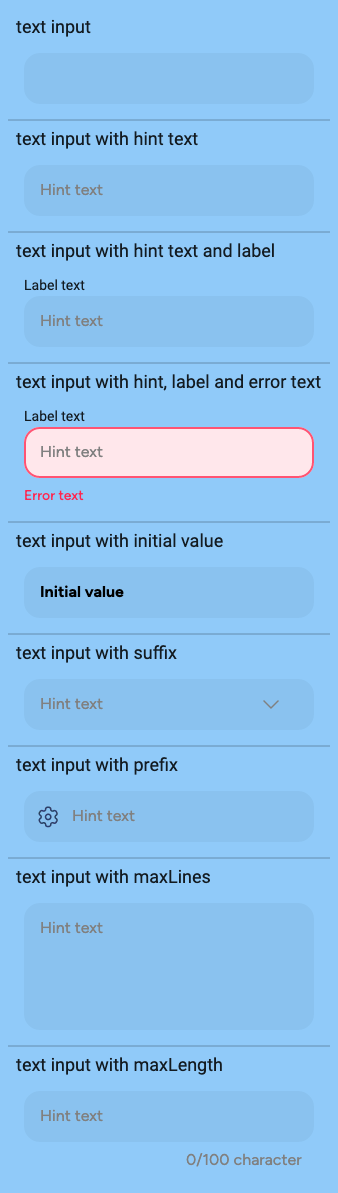 text input
text input with hint text
Hint text
text input with hint text and label
Label text
Hint text
text input with hint, label and error text
Label text
Hint text
Error text
text input with initial value
Initial value
text input with suffix
Hint text
text input with prefix
Hint text
text input with maxLines
Hint text
text input with maxLength
Hint text
0/100 character